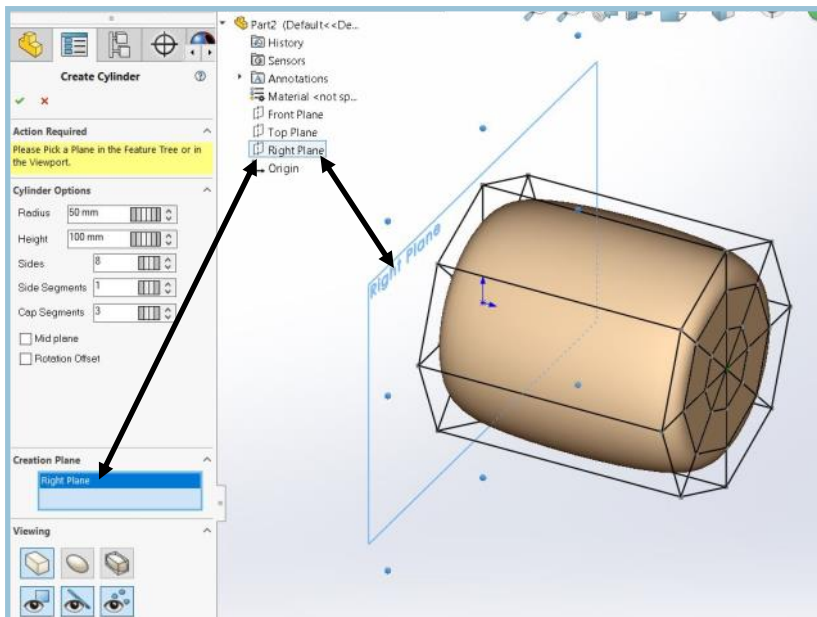 Create Cylinder
Action Required
Please Pick a Plane in the Feature Tree or in
the Viewport.
Cylinder Options
Radius 50 mm
Height 100 mm
Sides 8
Side Segments 1
Cap Segments 3
Mid plane
Rotation Offset
Creation Plane
Right Plane
Viewing
Part2 (Default<<De...
History
Sensors
Annotations
Material <not sp...
Front Plane
Top Plane
Right Plane
Origin
Right Plane